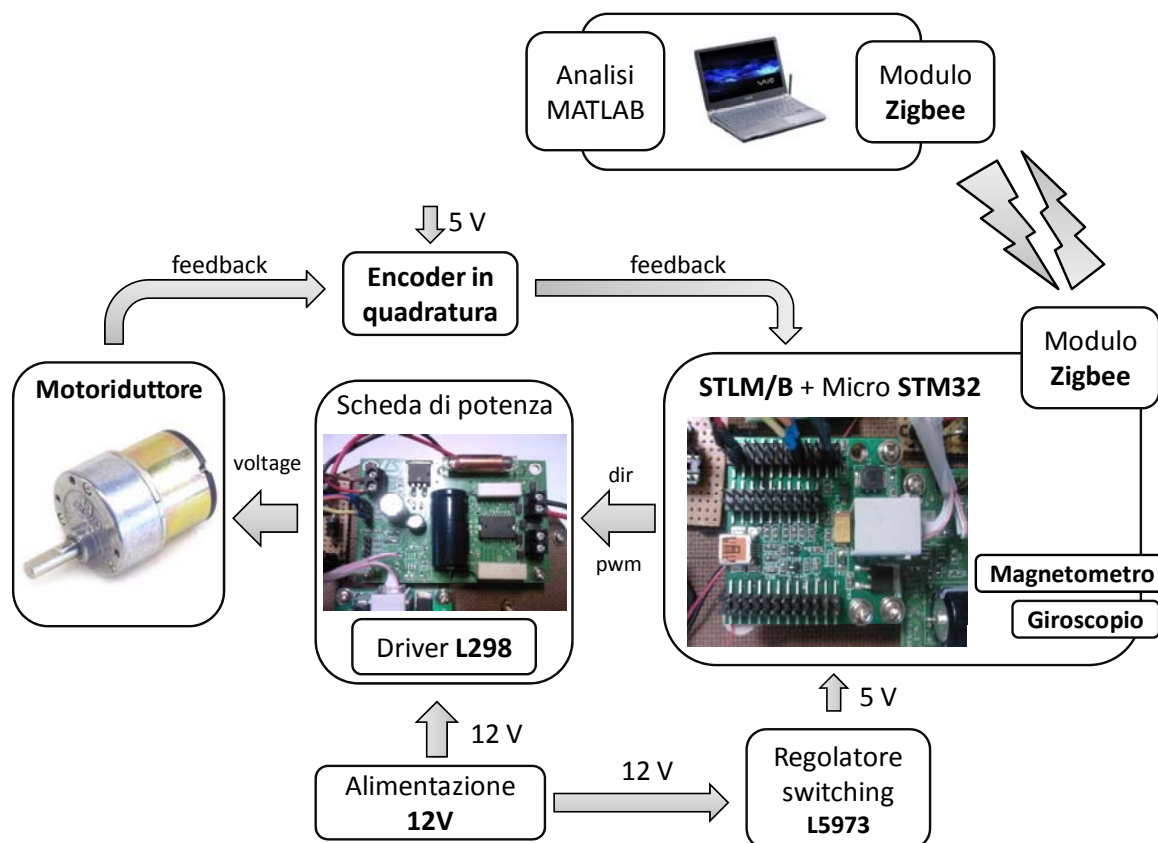 Analisi
MATLAB
Modulo
Zigbee
5 V
feedback
Encoder in
quadratura
feedback
Modulo
Zigbee
Motoriduttore
Scheda di potenza
STLM/B + Micro STM32
voltage
dir
pwm
Magnetometro
Giroscopio
Driver L298
12 V
5 V
Alimentazione
12V
12 V
Regolatore
switching
L5973